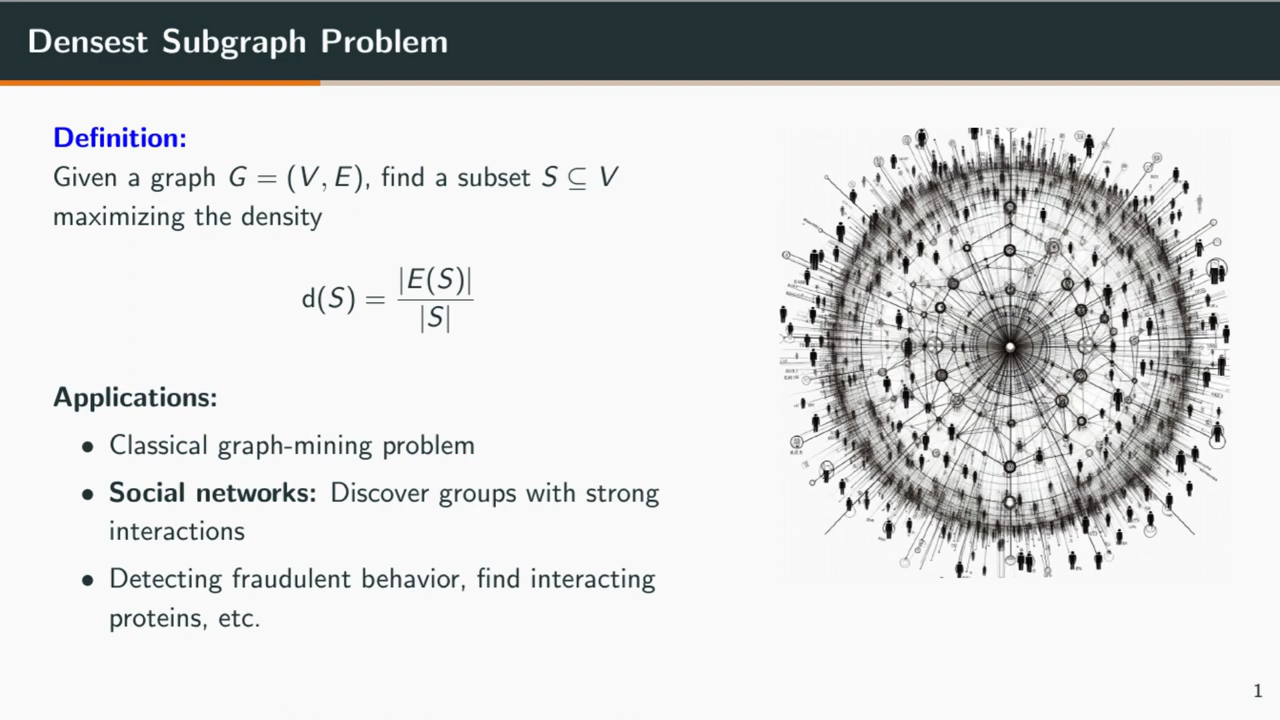 Densest Subgraph Problem
Definition:
Given a graph G = (V, E), find a subset S ⊆ V
maximizing the density
d(S) = |E(S)| / |S|
Applications:
• Classical graph-mining problem
• Social networks: Discover groups with strong
interactions
• Detecting fraudulent behavior, find interacting
proteins, etc.
1